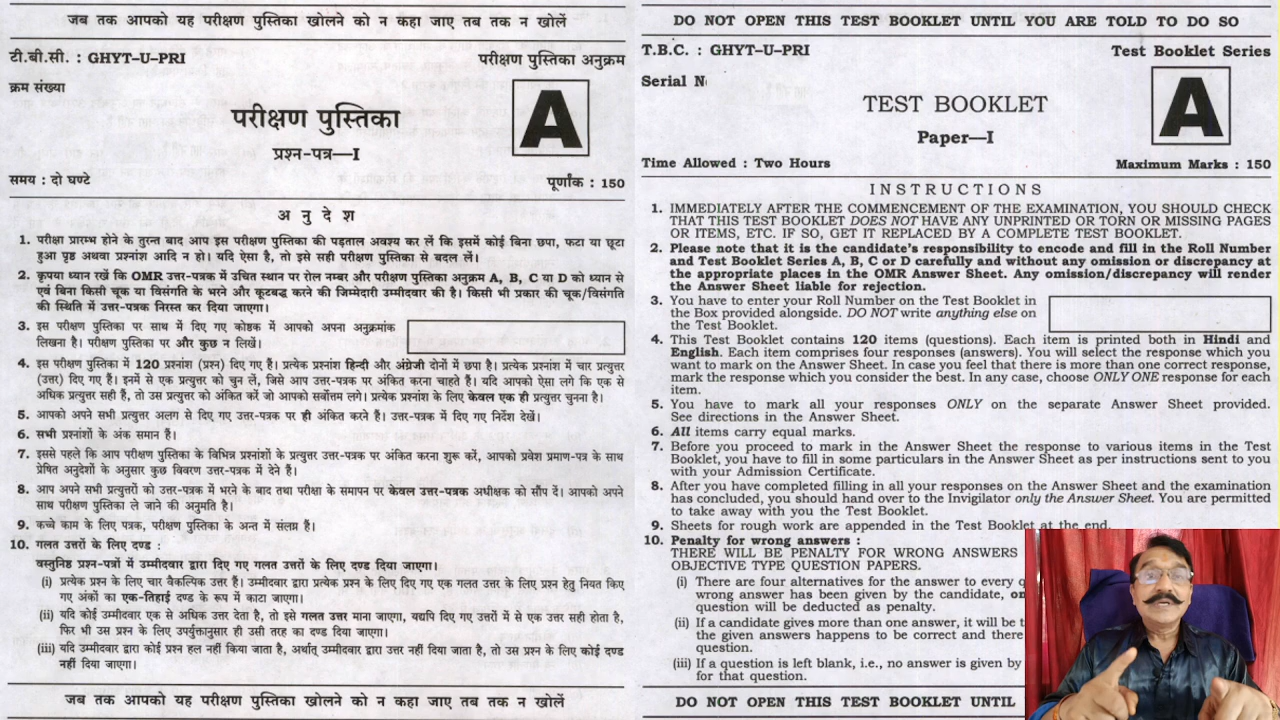 जब तक आपको यह परीक्षण पुस्तिका खोलने को न कहा जाए तब तक न खोलें
टी.बी.सी. : GHYT-U-PRI
परीक्षण पुस्तिका अनुक्रम
क्रम संख्या
A
परीक्षण पुस्तिका
प्रश्न-पत्र—I
समय : दो घण्टे
पूर्णांक : 150
अ नु दे श
1. परीक्षा प्रारम्भ होने के तुरन्त बाद आप इस परीक्षण पुस्तिका की पड़ताल अवश्य कर लें कि इसमें कोई बिना छपा, फटा या छूटा
हुआ पृष्ठ अथवा प्रश्नांश आदि न हो। यदि ऐसा है, तो इसे सही परीक्षण पुस्तिका से बदल लें।
2. कृपया ध्यान रखें कि OMR उत्तर-पत्रक में उचित स्थान पर रोल नम्बर और परीक्षण पुस्तिका अनुक्रम A, B, C या D को ध्यान से
एवं बिना किसी चूक या विसंगति के भरने और कूटबद्ध करने की जिम्मेदारी उम्मीदवार की है। किसी भी प्रकार की चूक/विसंगति
की स्थिति में उत्तर-पत्रक निरस्त कर दिया जाएगा।
3. इस परीक्षण पुस्तिका पर साथ में दिए गए कोष्ठक में आपको अपना अनुक्रमांक
लिखना है। परीक्षण पुस्तिका पर और कुछ न लिखें।
4. इस परीक्षण पुस्तिका में 120 प्रश्नांश (प्रश्न) दिए गए हैं। प्रत्येक प्रश्नांश हिन्दी और अंग्रेजी दोनों में छपा है। प्रत्येक प्रश्नांश में चार प्रत्युत्तर
(उत्तर) दिए गए हैं। इनमें से एक प्रत्युत्तर को चुन लें, जिसे आप उत्तर-पत्रक पर अंकित करना चाहते हैं। यदि आपको ऐसा लगे कि एक से
अधिक प्रत्युत्तर सही हैं, तो उस प्रत्युत्तर को अंकित करें जो आपको सर्वोत्तम लगे। प्रत्येक प्रश्नांश के लिए केवल एक ही प्रत्युत्तर चुनना है।
5. आपको अपने सभी प्रत्युत्तर अलग से दिए गए उत्तर-पत्रक पर ही अंकित करने हैं। उत्तर-पत्रक में दिए गए निर्देश देखें।
6. सभी प्रश्नांशों के अंक समान हैं।
7. इससे पहले कि आप परीक्षण पुस्तिका के विभिन्न प्रश्नांशों के प्रत्युत्तर उत्तर-पत्रक पर अंकित करना शुरू करें, आपको प्रवेश प्रमाण-पत्र के साथ
प्रेषित अनुदेशों के अनुसार कुछ विवरण उत्तर-पत्रक में देने हैं।
8. आप अपने सभी प्रत्युत्तरों को उत्तर-पत्रक में भरने के बाद तथा परीक्षा के समापन पर केवल उत्तर-पत्रक अधीक्षक को सौंप दें। आपको अपने
साथ परीक्षण पुस्तिका ले जाने की अनुमति है।
9. कच्चे काम के लिए पत्रक, परीक्षण पुस्तिका के अन्त में संलग्न हैं।
10. गलत उत्तरों के लिए दण्ड :
वस्तुनिष्ठ प्रश्न-पत्रों में उम्मीदवार द्वारा दिए गए गलत उत्तरों के लिए दण्ड दिया जाएगा।
(i) प्रत्येक प्रश्न के लिए चार वैकल्पिक उत्तर हैं। उम्मीदवार द्वारा प्रत्येक प्रश्न के लिए दिए गए एक गलत उत्तर के लिए प्रश्न हेतु नियत किए
गए अंकों का एक-तिहाई दण्ड के रूप में काटा जाएगा।
(ii) यदि कोई उम्मीदवार एक से अधिक उत्तर देता है, तो इसे गलत उत्तर माना जाएगा, यद्यपि दिए गए उत्तरों में से एक उत्तर सही होता है,
फिर भी उस प्रश्न के लिए उपर्युक्तानुसार ही उसी तरह का दण्ड दिया जाएगा।
(iii) यदि उम्मीदवार द्वारा कोई प्रश्न हल नहीं किया जाता है, अर्थात् उम्मीदवार द्वारा उत्तर नहीं दिया जाता है, तो उस प्रश्न के लिए कोई दण्ड
नहीं दिया जाएगा।
जब तक आपको यह परीक्षण पुस्तिका खोलने को न कहा जाए तब तक न खोलें
DO NOT OPEN THIS TEST BOOKLET UNTIL YOU ARE TOLD TO DO SO
T.B.C. : GHYT-U-PRI
Test Booklet Series
Serial
A
TEST BOOKLET
Paper—I
Time Allowed : Two Hours
Maximum Marks : 150
INSTRUCTIONS
1. IMMEDIATELY AFTER THE COMMENCEMENT OF THE EXAMINATION, YOU SHOULD CHECK
THAT THIS TEST BOOKLET DOES NOT HAVE ANY UNPRINTED OR TORN OR MISSING PAGES
OR ITEMS, ETC. IF SO, GET IT REPLACED BY A COMPLETE TEST BOOKLET.
2. Please note that it is the candidate's responsibility to encode and fill in the Roll Number
and Test Booklet Series A, B, C or D carefully and without any omission or discrepancy at
the appropriate places in the OMR Answer Sheet. Any omission/discrepancy will render
the Answer Sheet liable for rejection.
3. You have to enter your Roll Number on the Test Booklet in
the Box provided alongside. DO NOT write anything else on
the Test Booklet.
4. This Test Booklet contains 120 items (questions). Each item is printed both in Hindi and
English. Each item comprises four responses (answers). You will select the response which you
want to mark on the Answer Sheet. In case you feel that there is more than one correct response,
mark the response which you consider the best. In any case, choose ONLY ONE response for each
item.
5. You have to mark all your responses ONLY on the separate Answer Sheet provided.
See directions in the Answer Sheet.
6. All items carry equal marks.
7. Before you proceed to mark in the Answer Sheet the response to various items in the Test
Booklet, you have to fill in some particulars in the Answer Sheet as per instructions sent to you
with your Admission Certificate.
8. After you have completed filling in all your responses on the Answer Sheet and the examination
has concluded, you should hand over to the Invigilator only the Answer Sheet. You are permitted
to take away with you the Test Booklet.
9. Sheets for rough work are appended in the Test Booklet at the end.
10. Penalty for wrong answers :
THERE WILL BE PENALTY FOR WRONG ANSWERS
OBJECTIVE TYPE QUESTION PAPERS.
(i) There are four alternatives for the answer to every
wrong answer has been given by the candidate,
question will be deducted as penalty.
(ii) If a candidate gives more than one answer, it will be
the given answers happens to be correct and there
question.
(iii) If a question is left blank, i.e., no answer is given by
for that question.
DO NOT OPEN THIS TEST BOOKLET UNTIL